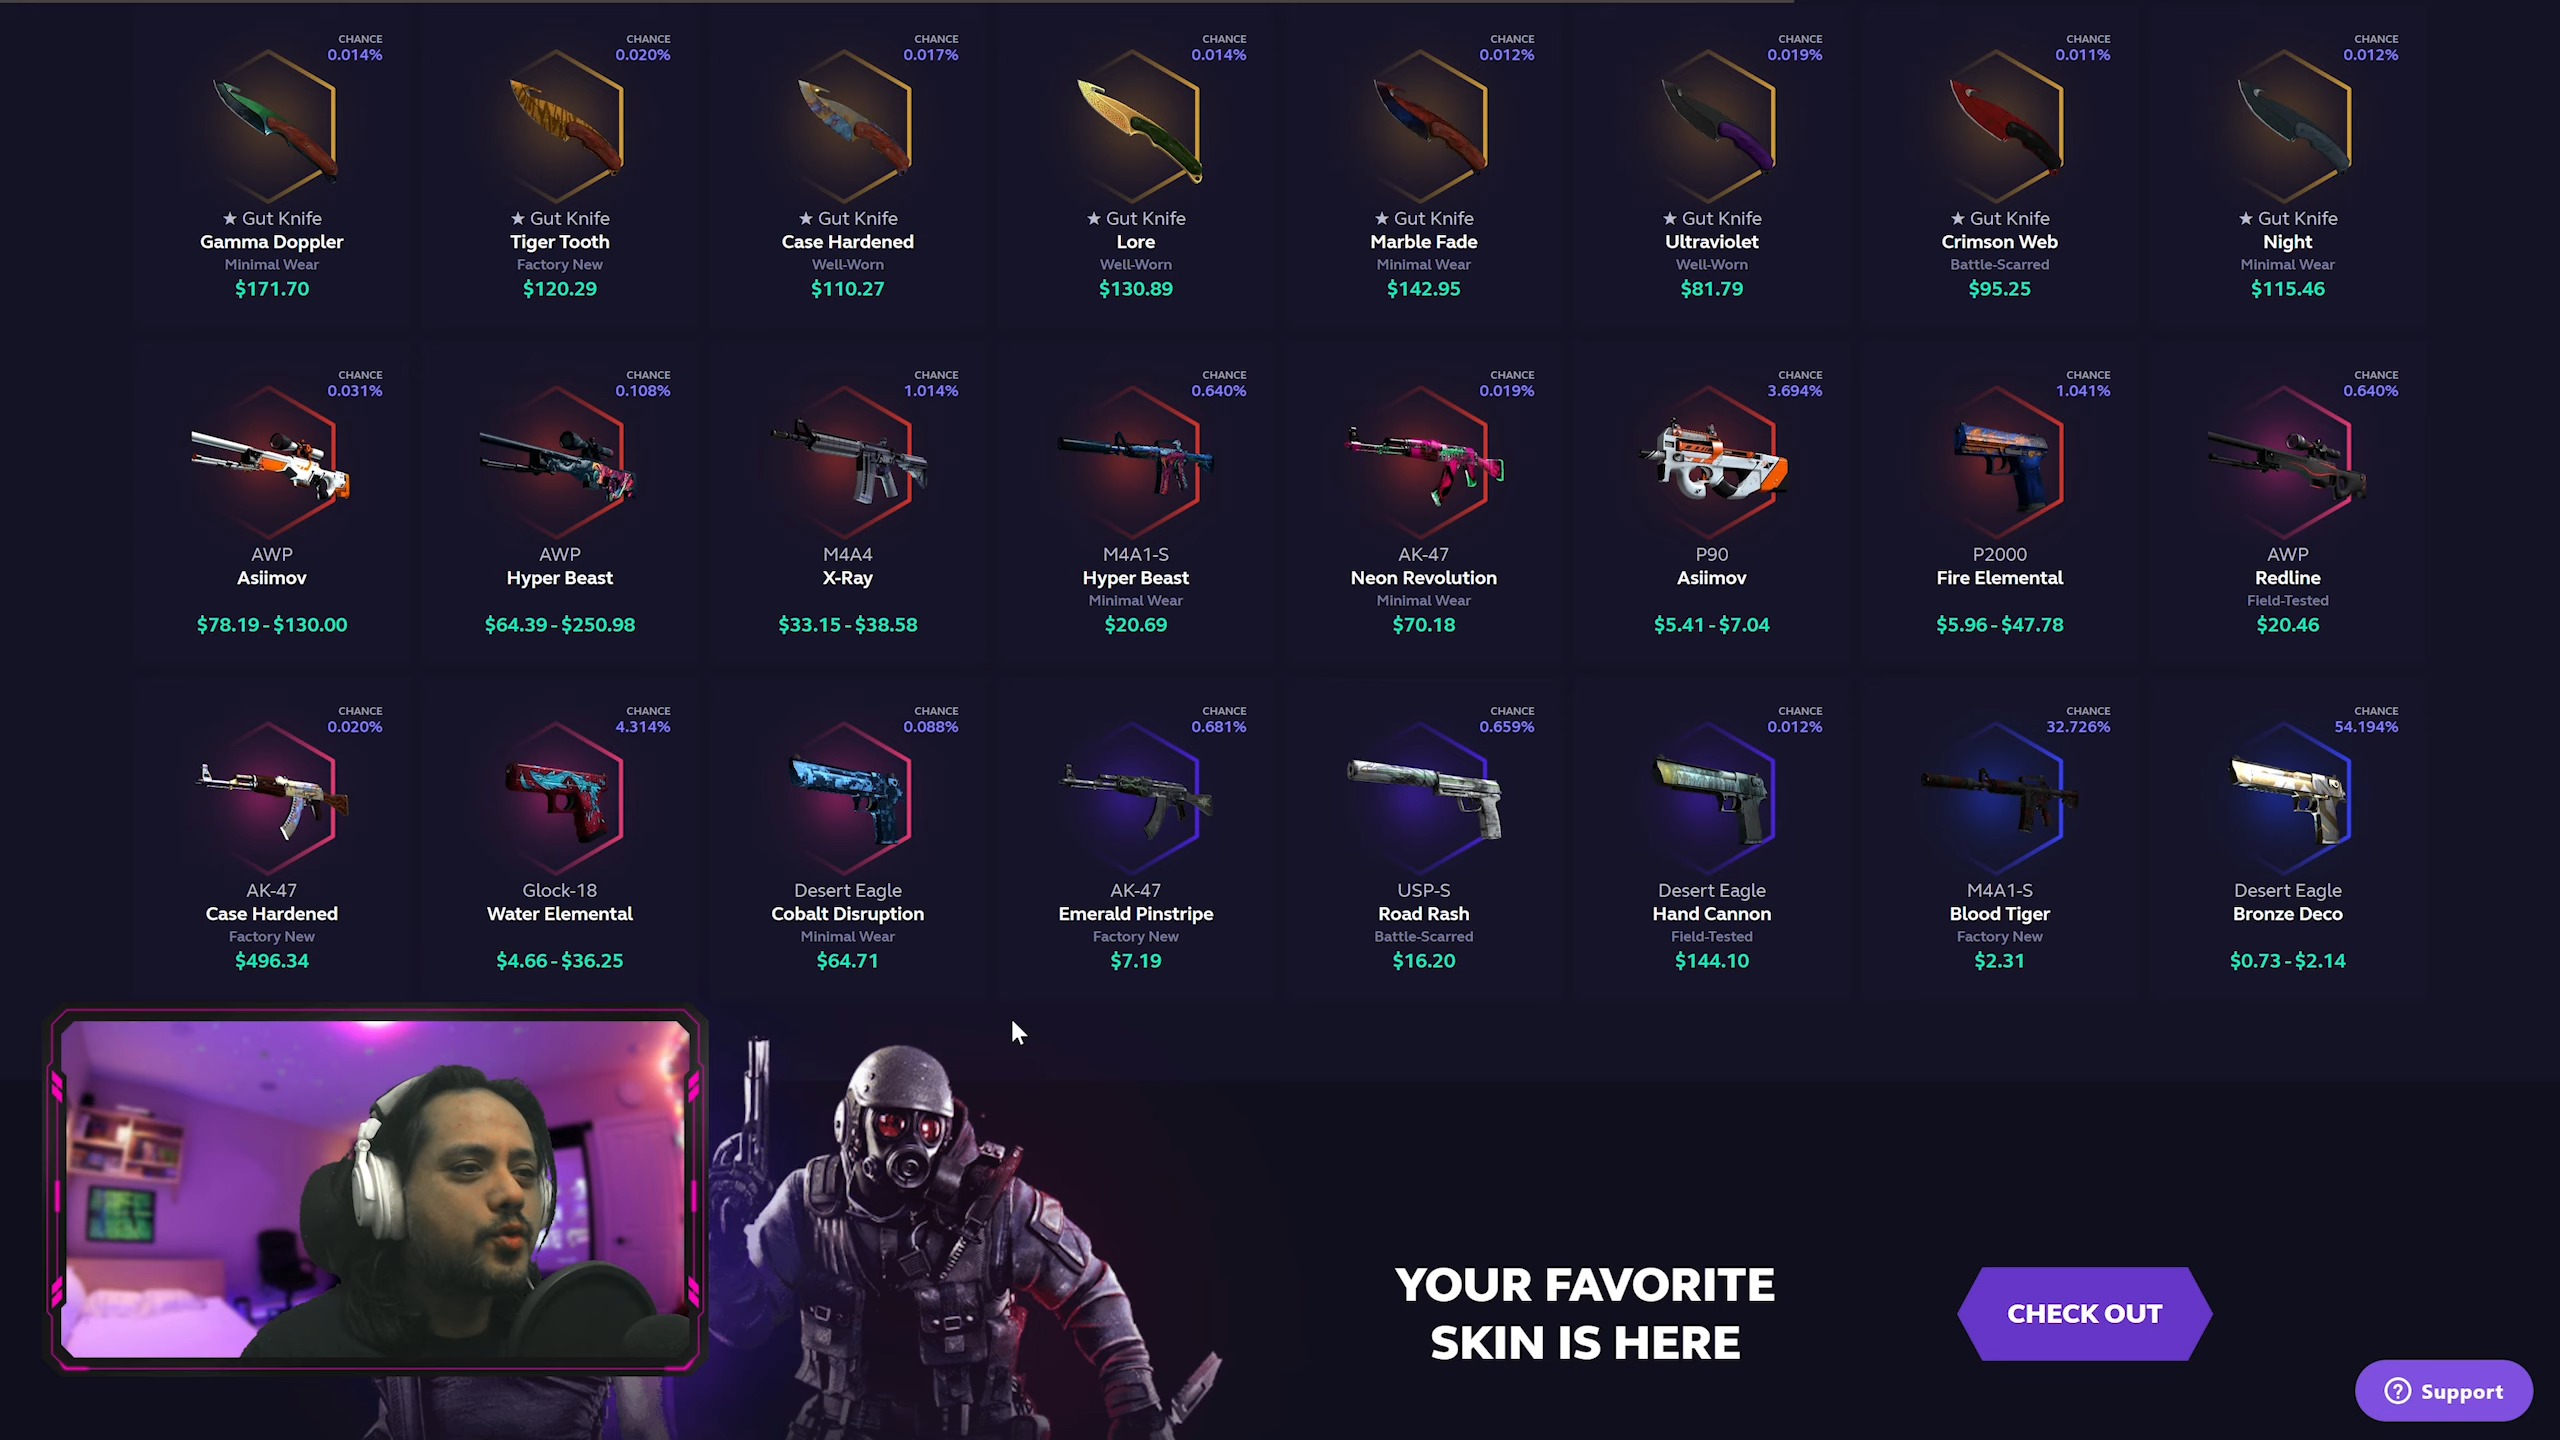 CHANCE
0.014%
★ Gut Knife
Gamma Doppler
Minimal Wear
$171.70
CHANCE
0.020%
★ Gut Knife
Tiger Tooth
Factory New
$120.29
CHANCE
0.017%
★ Gut Knife
Case Hardened
Well-Worn
$110.27
CHANCE
0.014%
★ Gut Knife
Lore
Well-Worn
$130.89
CHANCE
0.012%
★ Gut Knife
Marble Fade
Minimal Wear
$142.95
CHANCE
0.019%
★ Gut Knife
Ultraviolet
Well-Worn
$81.79
CHANCE
0.011%
★ Gut Knife
Crimson Web
Battle-Scarred
$95.25
CHANCE
0.012%
★ Gut Knife
Night
Minimal Wear
$115.46
CHANCE
0.031%
AWP
Asiimov
$78.19 - $130.00
CHANCE
0.108%
AWP
Hyper Beast
$64.39 - $250.98
CHANCE
1.014%
M4A4
X-Ray
$33.15 - $38.58
CHANCE
0.640%
M4A1-S
Hyper Beast
Minimal Wear
$20.69
CHANCE
0.019%
AK-47
Neon Revolution
Minimal Wear
$70.18
CHANCE
3.694%
P90
Asiimov
$5.41 - $7.04
CHANCE
1.041%
P2000
Fire Elemental
$5.96 - $47.78
CHANCE
0.640%
AWP
Redline
Field-Tested
$20.46
CHANCE
0.020%
AK-47
Case Hardened
Factory New
$496.34
CHANCE
4.314%
Glock-18
Water Elemental
$4.66 - $36.25
CHANCE
0.088%
Desert Eagle
Cobalt Disruption
Minimal Wear
$64.71
CHANCE
0.681%
AK-47
Emerald Pinstripe
Factory New
$7.19
CHANCE
0.659%
USP-S
Road Rash
Battle-Scarred
$16.20
CHANCE
0.012%
Desert Eagle
Hand Cannon
Field-Tested
$144.10
CHANCE
32.726%
M4A1-S
Blood Tiger
Factory New
$2.31
CHANCE
54.194%
Desert Eagle
Bronze Deco
$0.73 - $2.14
YOUR FAVORITE
SKIN IS HERE
CHECK OUT
Support